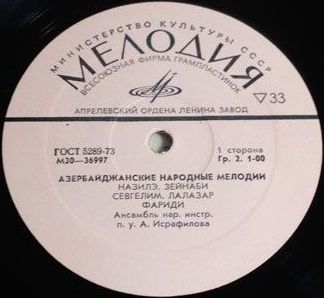 МИНИСТЕРСТВО КУЛЬТУРЫ СССР
МЕЛОДИЯ
ВСЕСОЮЗНАЯ ФИРМА ГРАМПЛАСТИНОК
АПРЕЛЕВСКИЙ ОРДЕНА ЛЕНИНА ЗАВОД
▽33
ГОСТ 5289-73
М30—36997
1 сторона
Гр. 2. 1-00
АЗЕРБАЙДЖАНСКИЕ НАРОДНЫЕ МЕЛОДИИ
НАЗИЛЭ. ЗЕЙНАБИ
СЕВГЕЛИМ. ЛАЛАЗАР
ФАРИДИ
Ансамбль нар. инстр.
п. у. А. Исрафилова